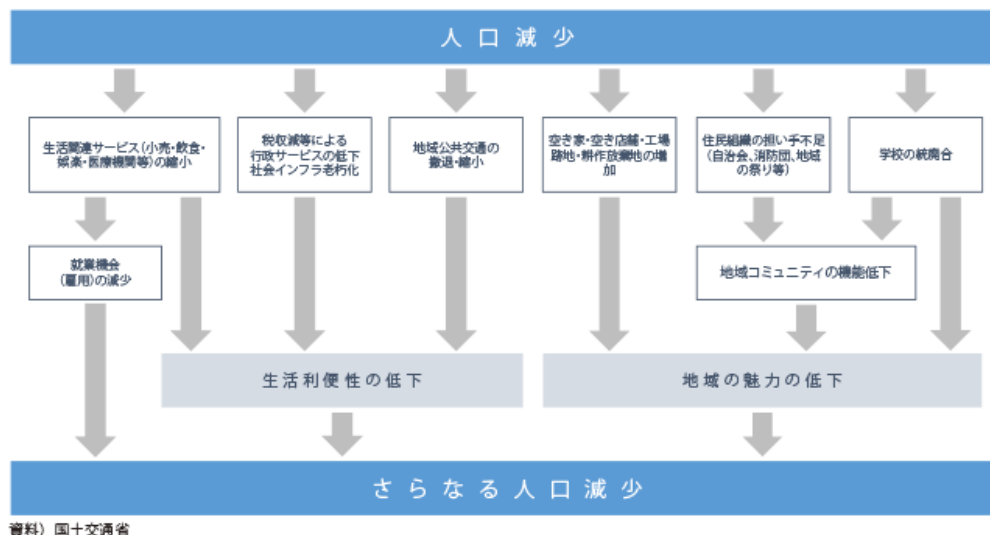 人口減少
生活関連サービス(小売・飲食・
娯楽・医療機関等)の縮小
税収減等による
行政サービスの低下
社会インフラ老朽化
地域公共交通の
撤退・縮小
空き家・空き店舗・工場
跡地・耕作放棄地の増
加
住民組織の担い手不足
(自治会、消防団、地域
の祭り等)
学校の統廃合
就業機会
(雇用)の減少
地域コミュニティの機能低下
生活利便性の低下
地域の魅力の低下
さらなる人口減少
資料) 国土交通省